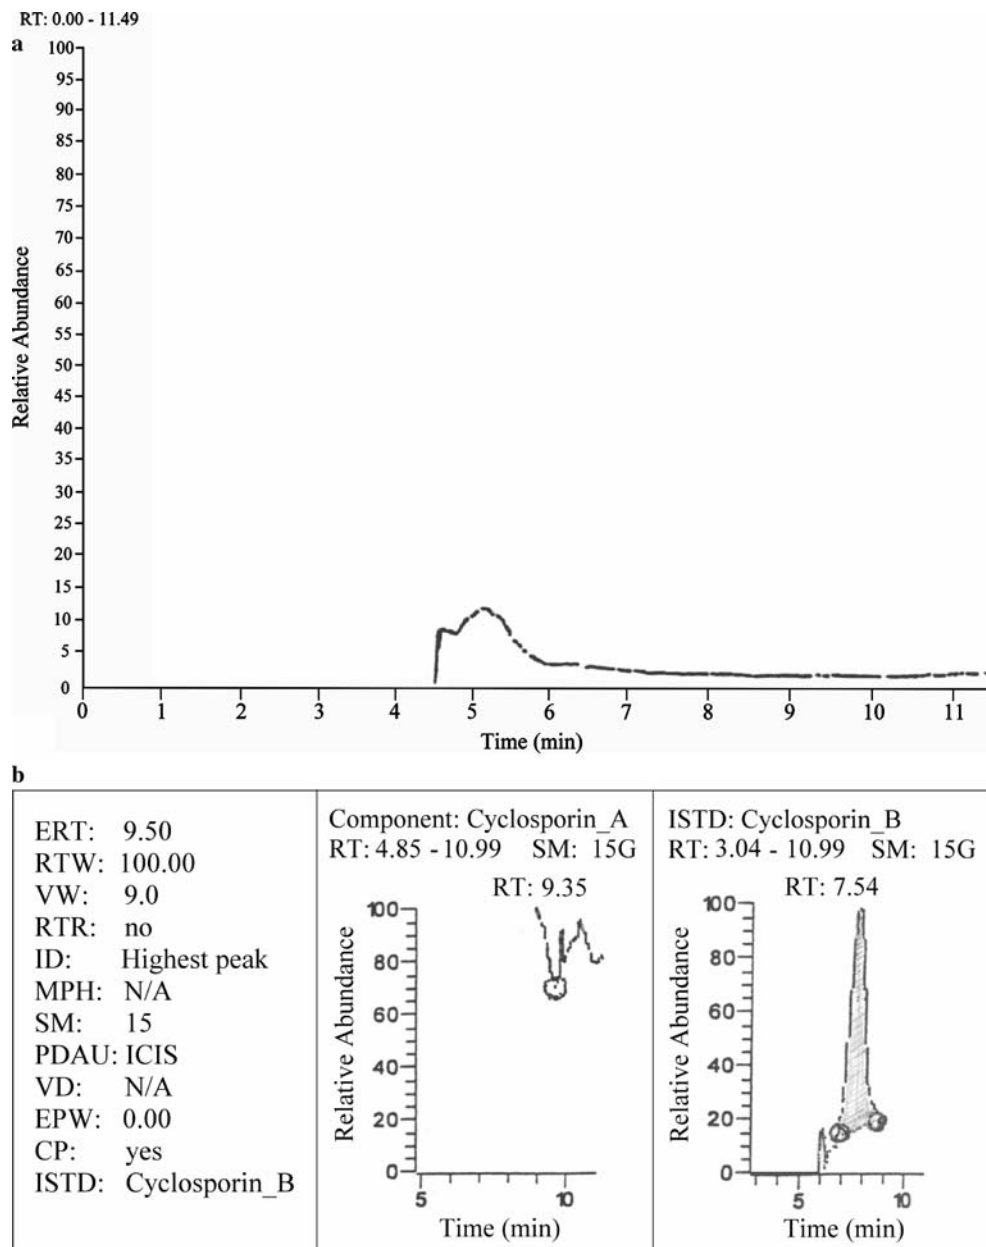 RT: 0.00 - 11.49
a
Relative Abundance
100
95
90
85
80
75
70
65
60
55
50
45
40
35
30
25
20
15
10
5
0
0 1 2 3 4 5 6 7 8 9 10 11
Time (min)
b
ERT: 9.50
RTW: 100.00
VW: 9.0
RTR: no
ID: Highest peak
MPH: N/A
SM: 15
PDAU: ICIS
VD: N/A
EPW: 0.00
CP: yes
ISTD: Cyclosporin_B
Component: Cyclosporin_A
RT: 4.85 - 10.99 SM: 15G
RT: 9.35
Relative Abundance
100
80
60
40
20
0
5 10
Time (min)
ISTD: Cyclosporin_B
RT: 3.04 - 10.99 SM: 15G
RT: 7.54
Relative Abundance
100
80
60
40
20
0
5 10
Time (min)